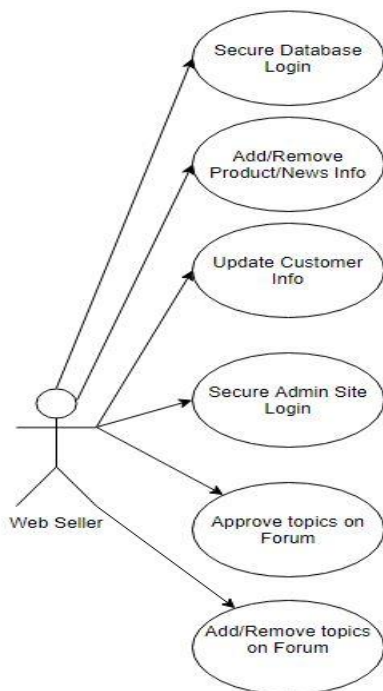 Secure Database
Login
Add/Remove
Product/News Info
Update Customer
Info
Secure Admin Site
Login
Web Seller
Approve topics on
Forum
Add/Remove topics
on Forum